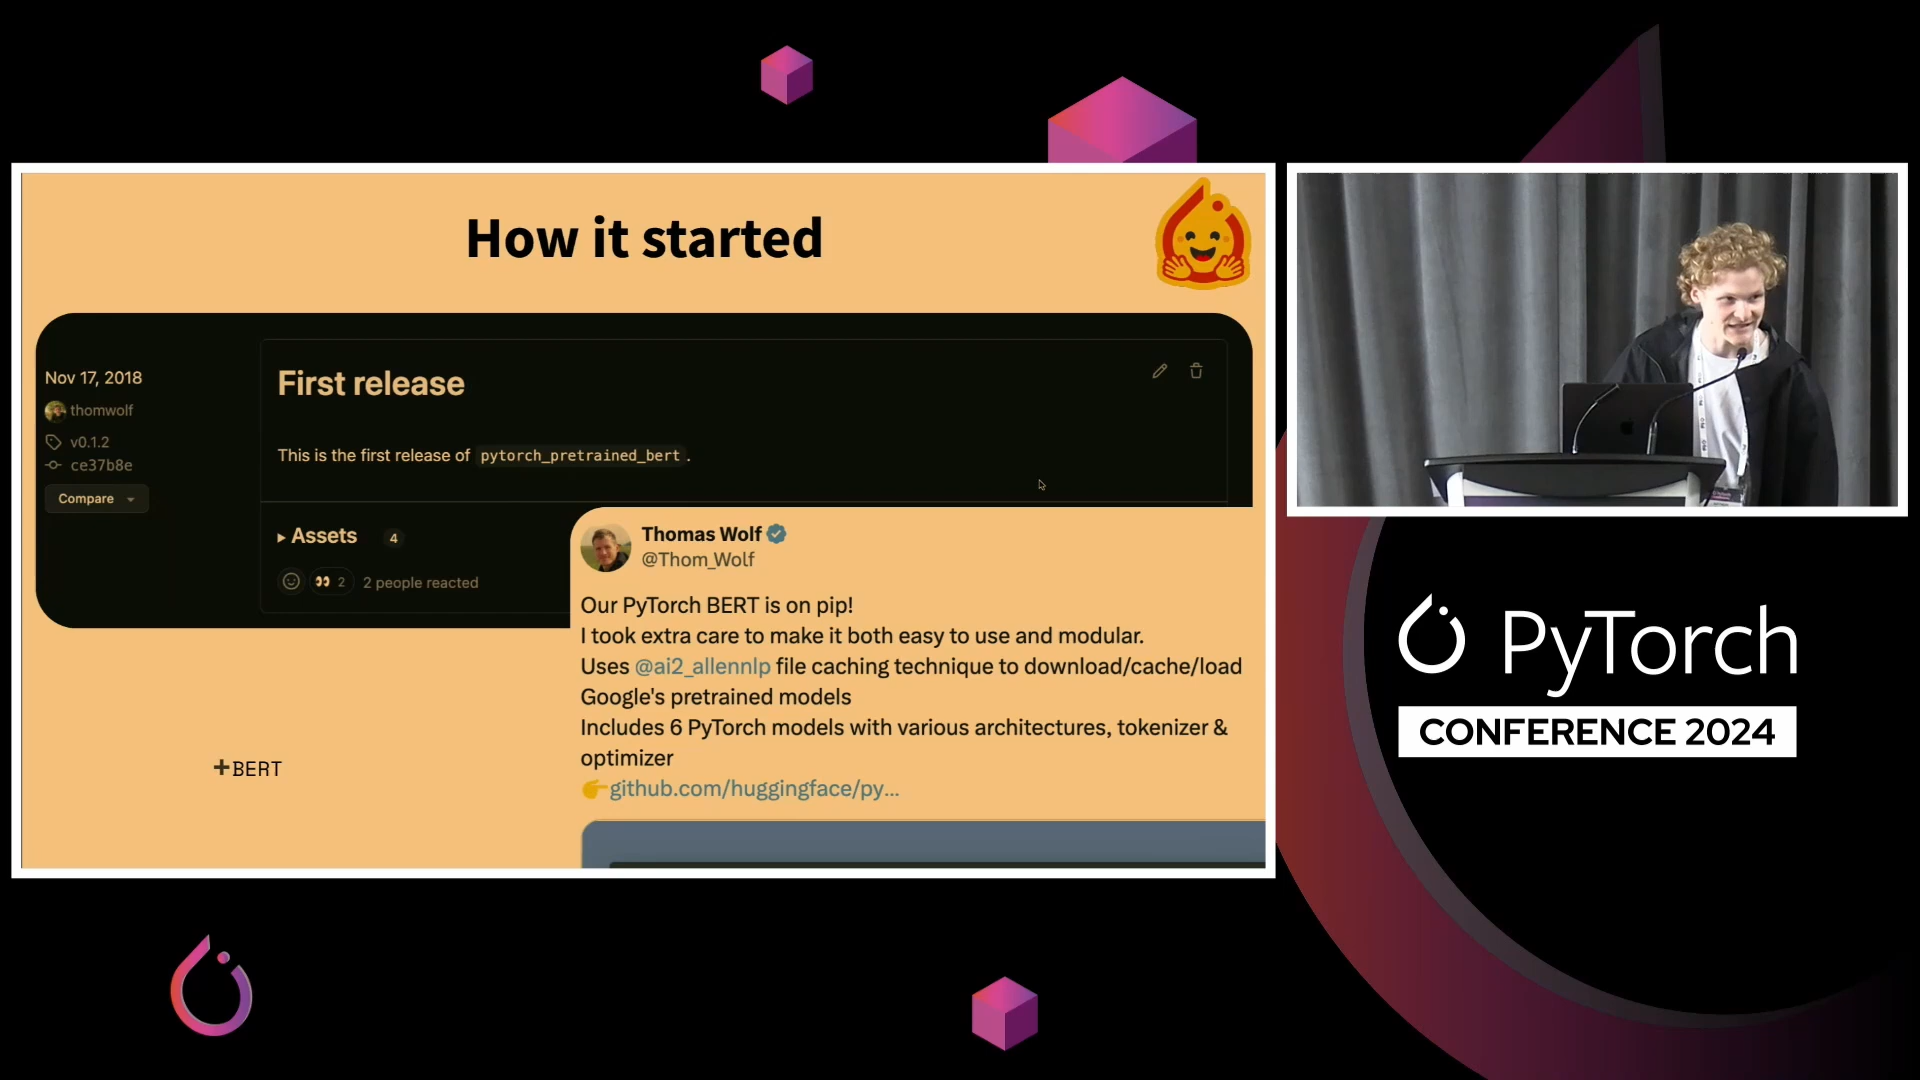 How it started
Nov 17, 2018
thomwolf
v0.1.2
ce37b8e
Compare
First release
This is the first release of pytorch_pretrained_bert.
Assets 4
2 2 people reacted
Thomas Wolf
@Thom_Wolf
Our PyTorch BERT is on pip!
I took extra care to make it both easy to use and modular.
Uses @ai2_allennlp file caching technique to download/cache/load
Google's pretrained models
Includes 6 PyTorch models with various architectures, tokenizer &
optimizer
👉github.com/huggingface/py...
+BERT
PyTorch
CONFERENCE 2024